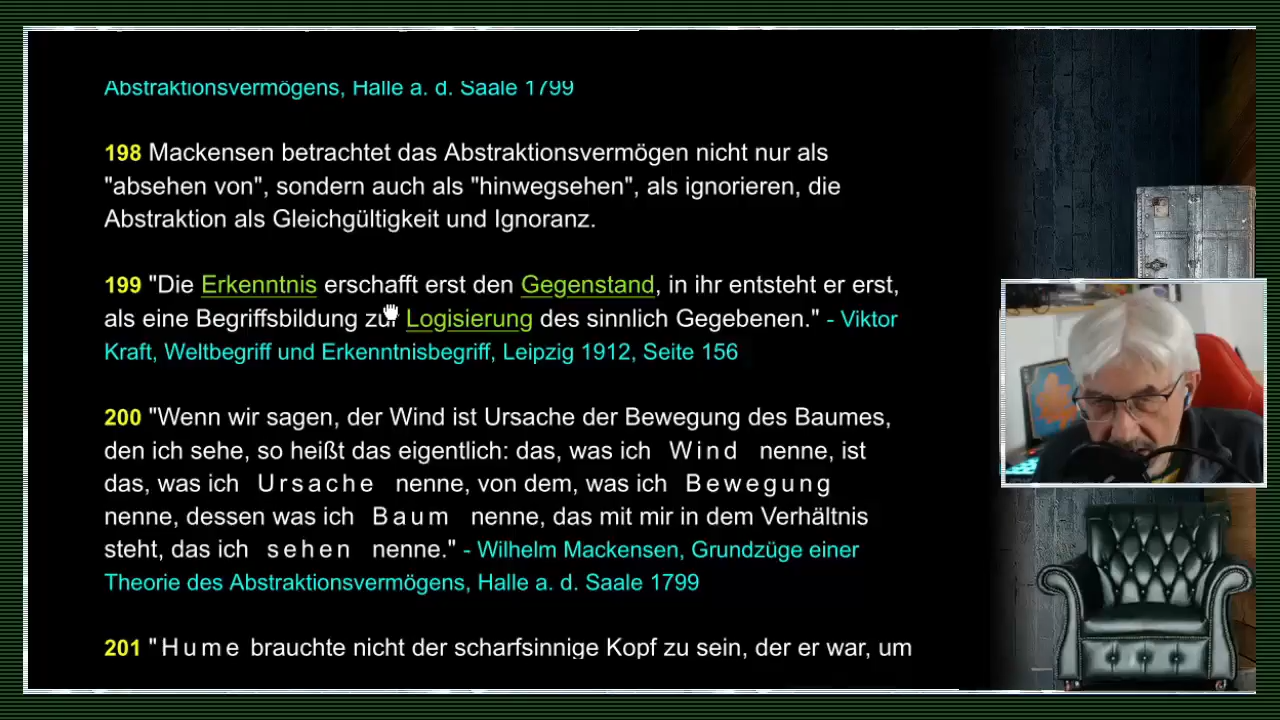 Abstraktionsvermögens, Halle a. d. Saale 1799
198 Mackensen betrachtet das Abstraktionsvermögen nicht nur als
"absehen von", sondern auch als "hinwegsehen", als ignorieren, die
Abstraktion als Gleichgültigkeit und Ignoranz.
199 "Die Erkenntnis erschafft erst den Gegenstand, in ihr entsteht er erst,
als eine Begriffsbildung zur Logisierung des sinnlich Gegebenen." - Viktor
Kraft, Weltbegriff und Erkenntnisbegriff, Leipzig 1912, Seite 156
200 "Wenn wir sagen, der Wind ist Ursache der Bewegung des Baumes,
den ich sehe, so heißt das eigentlich: das, was ich W i n d nenne, ist
das, was ich U r s a c h e nenne, von dem, was ich B e w e g u n g
nenne, dessen was ich B a u m nenne, das mit mir in dem Verhältnis
steht, das ich s e h e n nenne." - Wilhelm Mackensen, Grundzüge einer
Theorie des Abstraktionsvermögens, Halle a. d. Saale 1799
201 "H u m e brauchte nicht der scharfsinnige Kopf zu sein, der er war, um